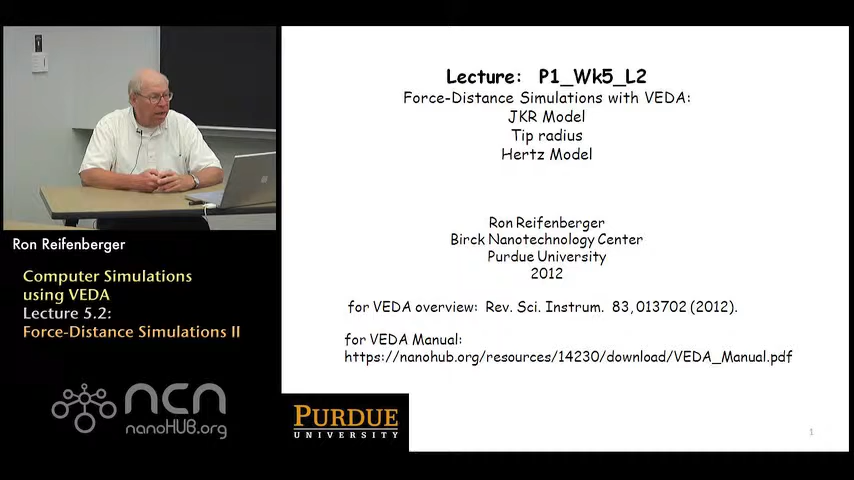 Lecture: P1_Wk5_L2
Force-Distance Simulations with VEDA:
JKR Model
Tip radius
Hertz Model
Ron Reifenberger
Birck Nanotechnology Center
Purdue University
2012
for VEDA overview: Rev. Sci. Instrum. 83, 013702 (2012).
for VEDA Manual:
https://nanohub.org/resources/14230/download/VEDA_Manual.pdf
1
Ron Reifenberger
Computer Simulations
using VEDA
Lecture 5.2:
Force-Distance Simulations II
ncn
nanoHUB.org
PURDUE
UNIVERSITY